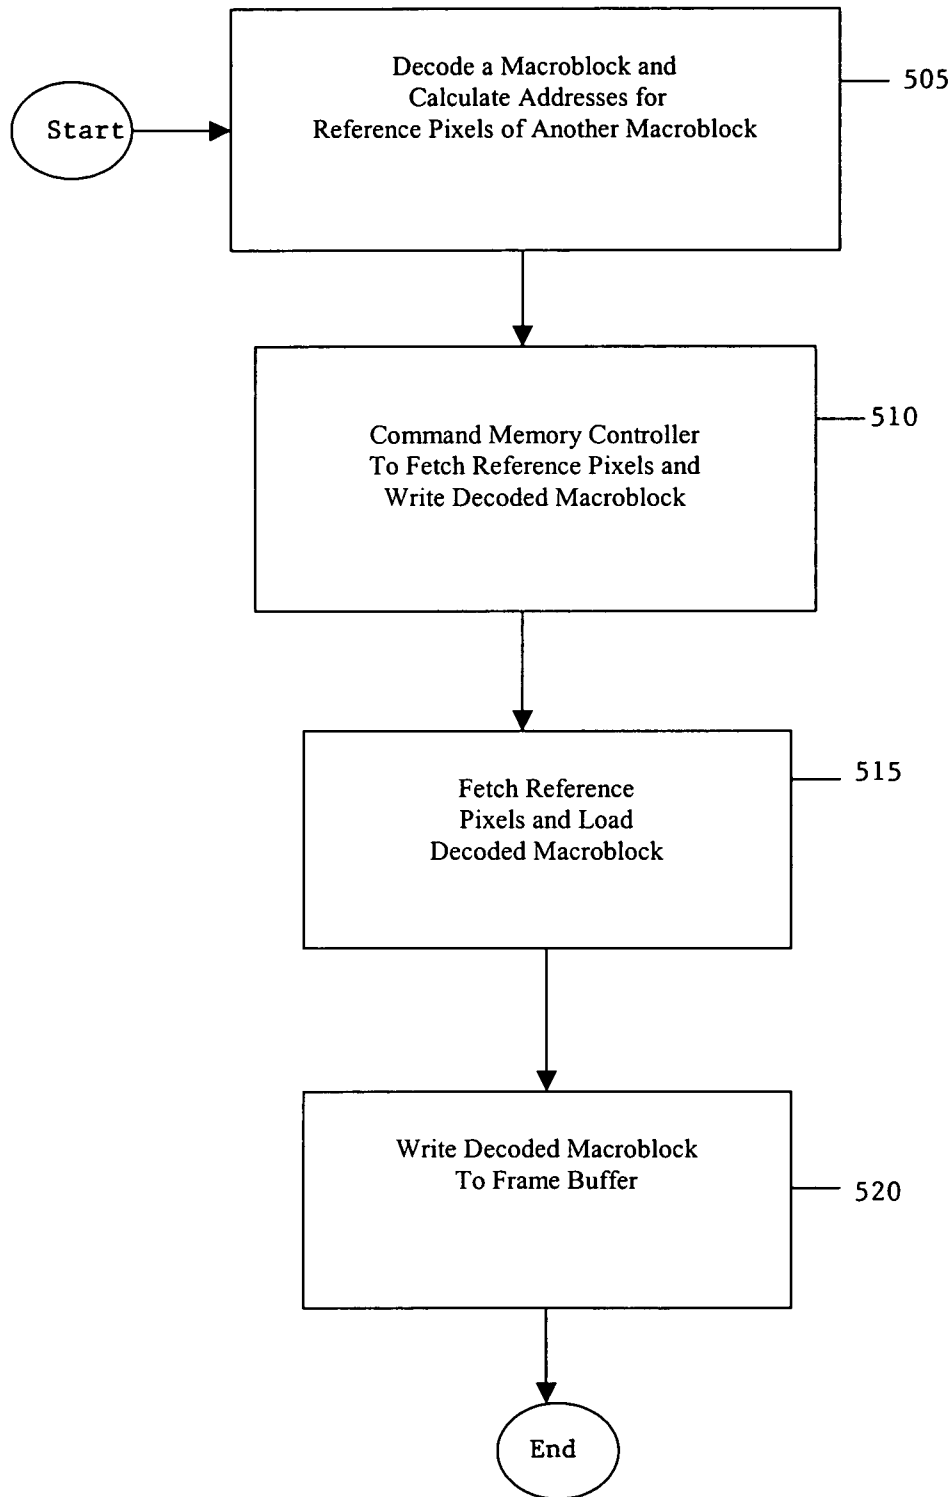 Decode a Macroblock and
Calculate Addresses for
Reference Pixels of Another Macroblock
505
Start
Command Memory Controller
To Fetch Reference Pixels and
Write Decoded Macroblock
510
Fetch Reference
Pixels and Load
Decoded Macroblock
515
Write Decoded Macroblock
To Frame Buffer
520
End